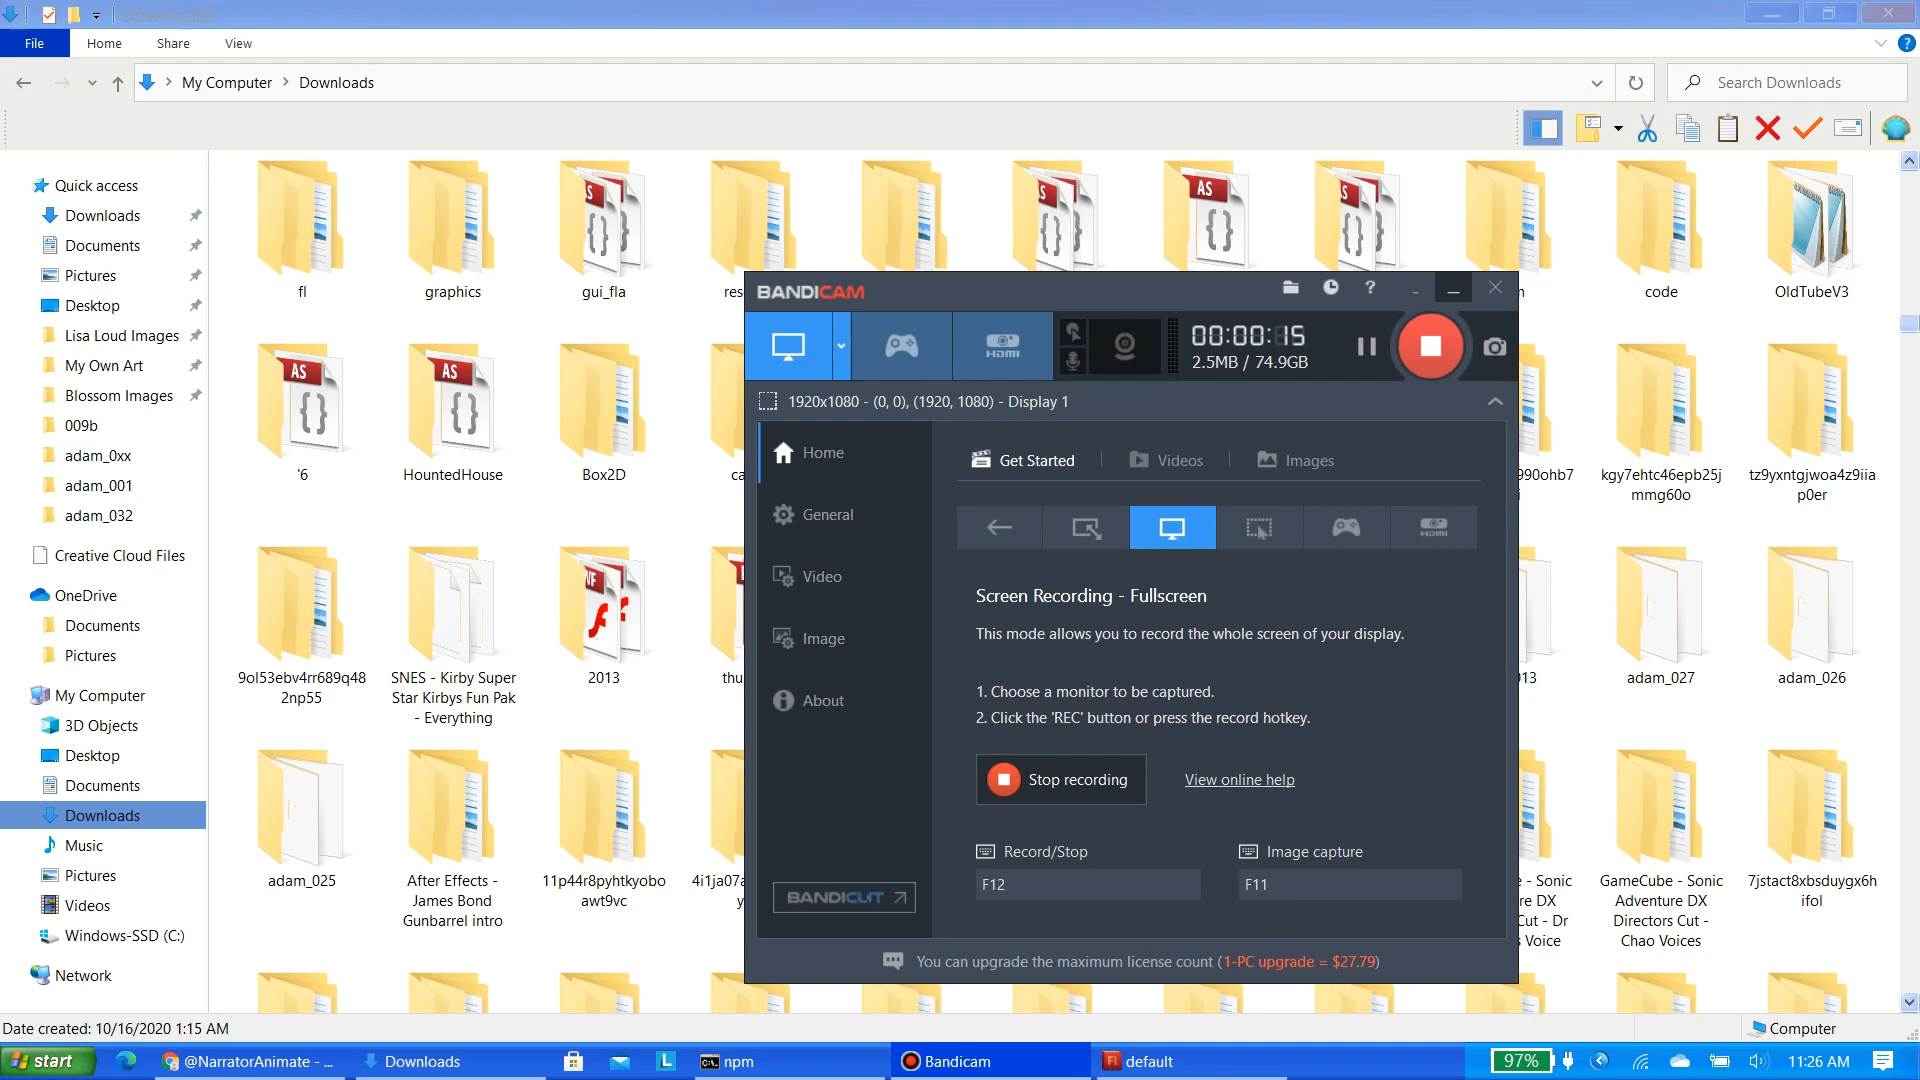 Downloads
File
Home
Share
View
My Computer
Downloads
Search Downloads
Quick access
Downloads
Documents
Pictures
Desktop
Lisa Loud Images
My Own Art
Blossom Images
009b
adam_0xx
adam_001
adam_032
Creative Cloud Files
OneDrive
Documents
Pictures
My Computer
3D Objects
Desktop
Documents
Downloads
Music
Pictures
Videos
Windows-SSD (C:)
Network
fl
graphics
gui_fla
code
OldTubeV3
'6
HountedHouse
Box2D
kgy7ehtc46epb25j
mmg60o
tz9yxntgjwoa4z9iia
p0er
9ol53ebv4rr689q48
2np55
SNES - Kirby Super
Star Kirbys Fun Pak
- Everything
2013
adam_027
adam_026
adam_025
After Effects -
James Bond
Gunbarrel intro
11p44r8pyhtkyobo
awt9vc
GameCube - Sonic
Adventure DX
Directors Cut -
Chao Voices
7jstact8xbsduygx6h
ifol
BANDICAM
00:00:15
2.5MB / 74.9GB
1920x1080 - (0, 0), (1920, 1080) - Display 1
Home
General
Video
Image
About
BANDICUT
Get Started
Videos
Images
HDMI
Screen Recording - Fullscreen
This mode allows you to record the whole screen of your display.
1. Choose a monitor to be captured.
2. Click the 'REC' button or press the record hotkey.
Stop recording
View online help
Record/Stop
Image capture
F12
F11
You can upgrade the maximum license count (1-PC upgrade = $27.79)
Date created: 10/16/2020 1:15 AM
Computer
start
@NarratorAnimate - ...
Downloads
npm
Bandicam
default
97%
11:26 AM